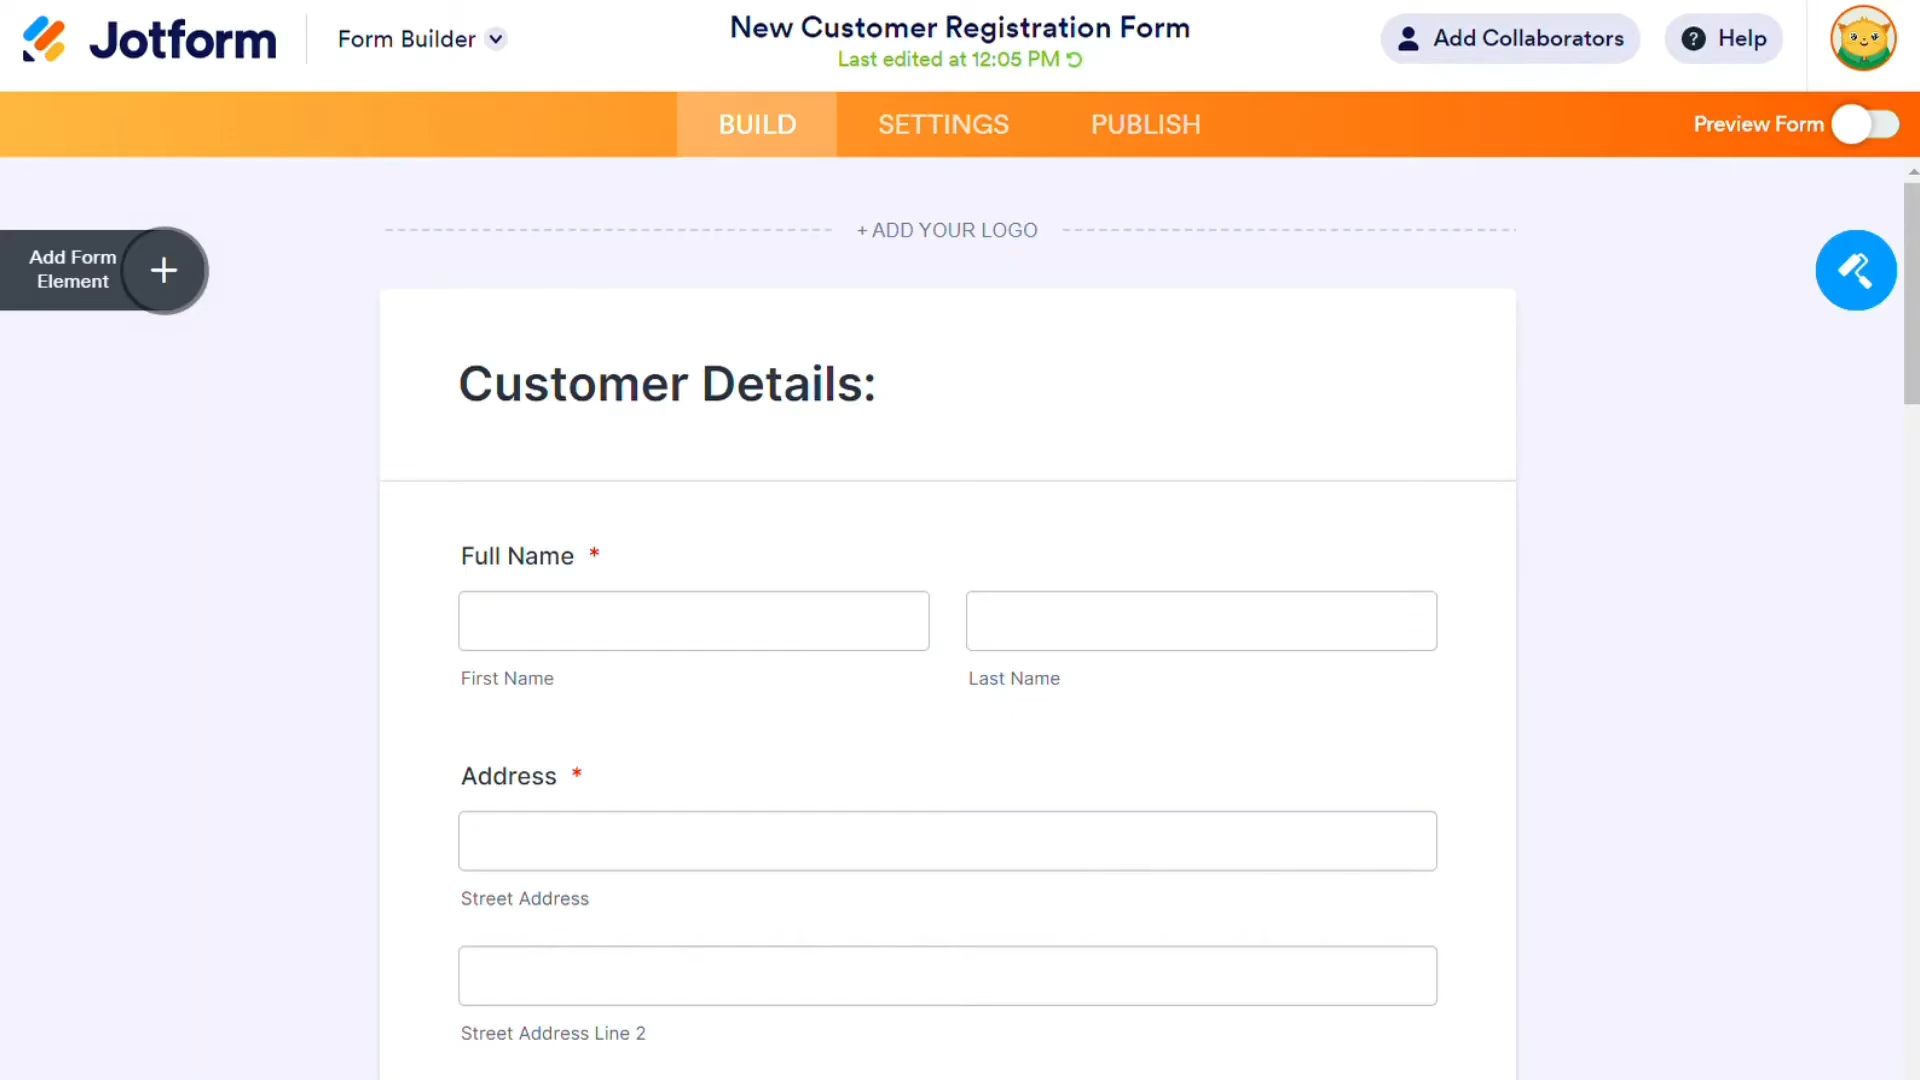 Jotform
Form Builder
New Customer Registration Form
Last edited at 12:05 PM
Add Collaborators
? Help
BUILD
SETTINGS
PUBLISH
Preview Form
Add Form
Element
+ ADD YOUR LOGO
Customer Details:
Full Name *
First Name
Last Name
Address *
Street Address
Street Address Line 2